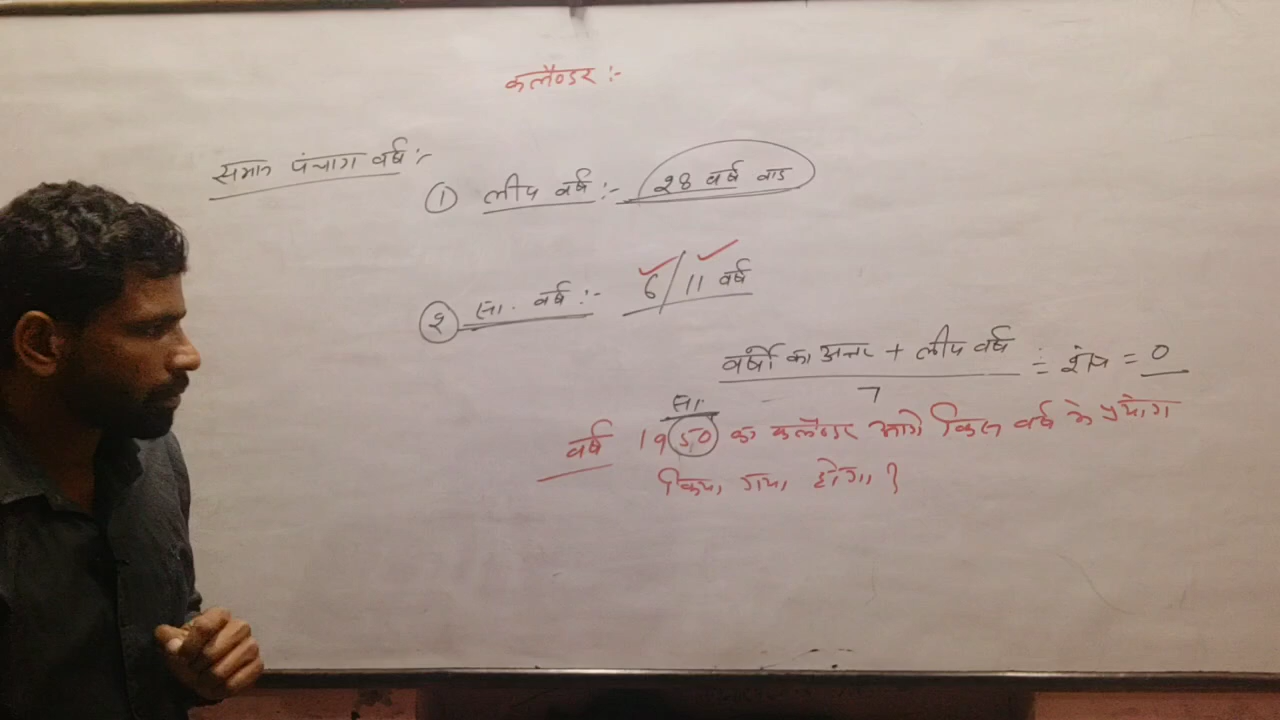 कलैण्डर :-
समान पंचाग वर्ष :-
① लीप वर्ष :- 28 वर्ष बाद
② सा. वर्ष :- 6/11 वर्ष
वर्षो का अन्तर + लीप वर्ष / 7 = शेष = 0
सा.
वर्ष 1950 का कलैण्डर आगे किस वर्ष मे प्रयोग
किया गया होगा ?